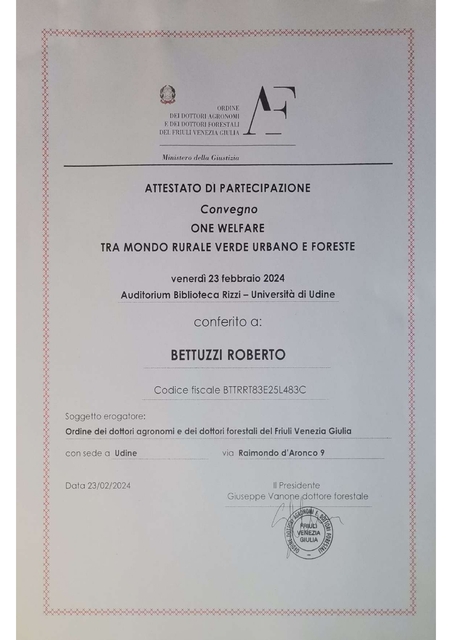 ORDINE
DEI DOTTORI AGRONOMI
E DEI DOTTORI FORESTALI
DEL FRIULI VENEZIA GIULIA
AF
Ministero della Giustizia
ATTESTATO DI PARTECIPAZIONE
Convegno
ONE WELFARE
TRA MONDO RURALE VERDE URBANO E FORESTE
venerdì 23 febbraio 2024
Auditorium Biblioteca Rizzi – Università di Udine
conferito a:
BETTUZZI ROBERTO
Codice fiscale BTTRRT83E25L483C
Soggetto erogatore:
Ordine dei dottori agronomi e dei dottori forestali del Friuli Venezia Giulia
con sede a Udine via Raimondo d'Aronco 9
Data 23/02/2024
Il Presidente
Giuseppe Vanone dottore forestale
FRIULI
VENEZIA
GIULIA